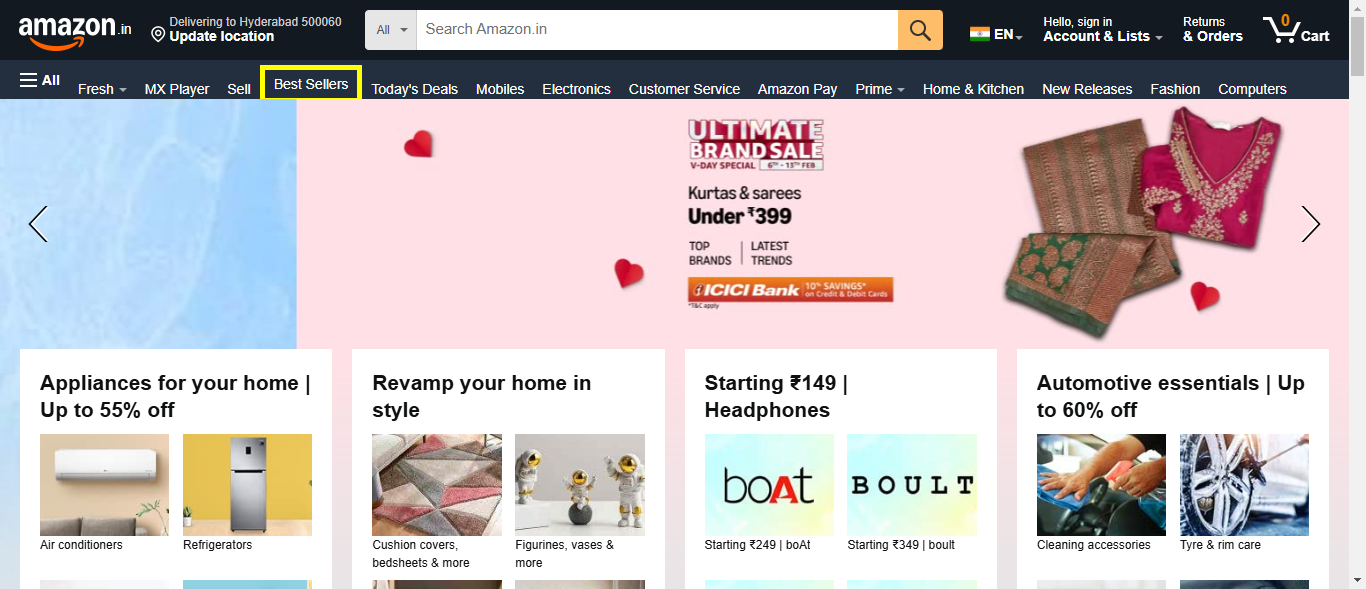 amazon.in
Delivering to Hyderabad 500060
Update location
All
Search Amazon.in
EN
Hello, sign in
Account & Lists
Returns
& Orders
0
Cart
All
Fresh
MX Player
Sell
Best Sellers
Today's Deals
Mobiles
Electronics
Customer Service
Amazon Pay
Prime
Home & Kitchen
New Releases
Fashion
Computers
ULTIMATE
BRAND SALE
V-DAY SPECIAL 6TH - 13TH FEB
Kurtas & sarees
Under ₹399
TOP
BRANDS
LATEST
TRENDS
ICICI Bank
10% SAVINGS*
on Credit & Debit Cards
*T&C apply
Appliances for your home |
Up to 55% off
Air conditioners
Refrigerators
Revamp your home in
style
Cushion covers,
bedsheets & more
Figurines, vases &
more
Starting ₹149 |
Headphones
boAt
BOULT
Starting ₹249 | boAt
Starting ₹349 | boult
Automotive essentials | Up
to 60% off
Cleaning accessories
Tyre & rim care